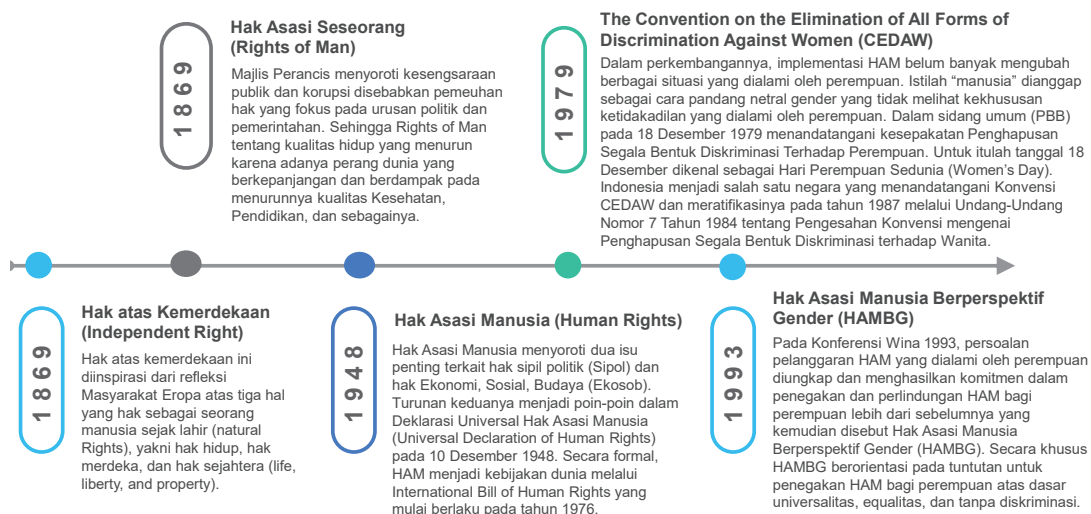 1869
Hak Asasi Seseorang
(Rights of Man)
Majlis Perancis menyoroti kesengsaraan
publik dan korupsi disebabkan pemeuhan
hak yang fokus pada urusan politik dan
pemerintahan. Sehingga Rights of Man
tentang kualitas hidup yang menurun
karena adanya perang dunia yang
berkepanjangan dan berdampak pada
menurunnya kualitas Kesehatan,
Pendidikan, dan sebagainya.
1979
The Convention on the Elimination of All Forms of
Discrimination Against Women (CEDAW)
Dalam perkembangannya, implementasi HAM belum banyak mengubah
berbagai situasi yang dialami oleh perempuan. Istilah “manusia” dianggap
sebagai cara pandang netral gender yang tidak melihat kekhususan
ketidakadilan yang dialami oleh perempuan. Dalam sidang umum (PBB)
pada 18 Desember 1979 menandatangani kesepakatan Penghapusan
Segala Bentuk Diskriminasi Terhadap Perempuan. Untuk itulah tanggal 18
Desember dikenal sebagai Hari Perempuan Sedunia (Women’s Day).
Indonesia menjadi salah satu negara yang menandatangani Konvensi
CEDAW dan meratifikasinya pada tahun 1987 melalui Undang-Undang
Nomor 7 Tahun 1984 tentang Pengesahan Konvensi mengenai
Penghapusan Segala Bentuk Diskriminasi terhadap Wanita.
1869
Hak atas Kemerdekaan
(Independent Right)
Hak atas kemerdekaan ini
diinspirasi dari refleksi
Masyarakat Eropa atas tiga hal
yang hak sebagai seorang
manusia sejak lahir (natural
Rights), yakni hak hidup, hak
merdeka, dan hak sejahtera (life,
liberty, and property).
1948
Hak Asasi Manusia (Human Rights)
Hak Asasi Manusia menyoroti dua isu
penting terkait hak sipil politik (Sipol) dan
hak Ekonomi, Sosial, Budaya (Ekosob).
Turunan keduanya menjadi poin-poin dalam
Deklarasi Universal Hak Asasi Manusia
(Universal Declaration of Human Rights)
pada 10 Desember 1948. Secara formal,
HAM menjadi kebijakan dunia melalui
International Bill of Human Rights yang
mulai berlaku pada tahun 1976.
1993
Hak Asasi Manusia Berperspektif
Gender (HAMBG)
Pada Konferensi Wina 1993, persoalan
pelanggaran HAM yang dialami oleh perempuan
diungkap dan menghasilkan komitmen dalam
penegakan dan perlindungan HAM bagi
perempuan lebih dari sebelumnya yang
kemudian disebut Hak Asasi Manusia
Berperspektif Gender (HAMBG). Secara khusus
HAMBG berorientasi pada tuntutan untuk
penegakan HAM bagi perempuan atas dasar
universalitas, equalitas, dan tanpa diskriminasi.